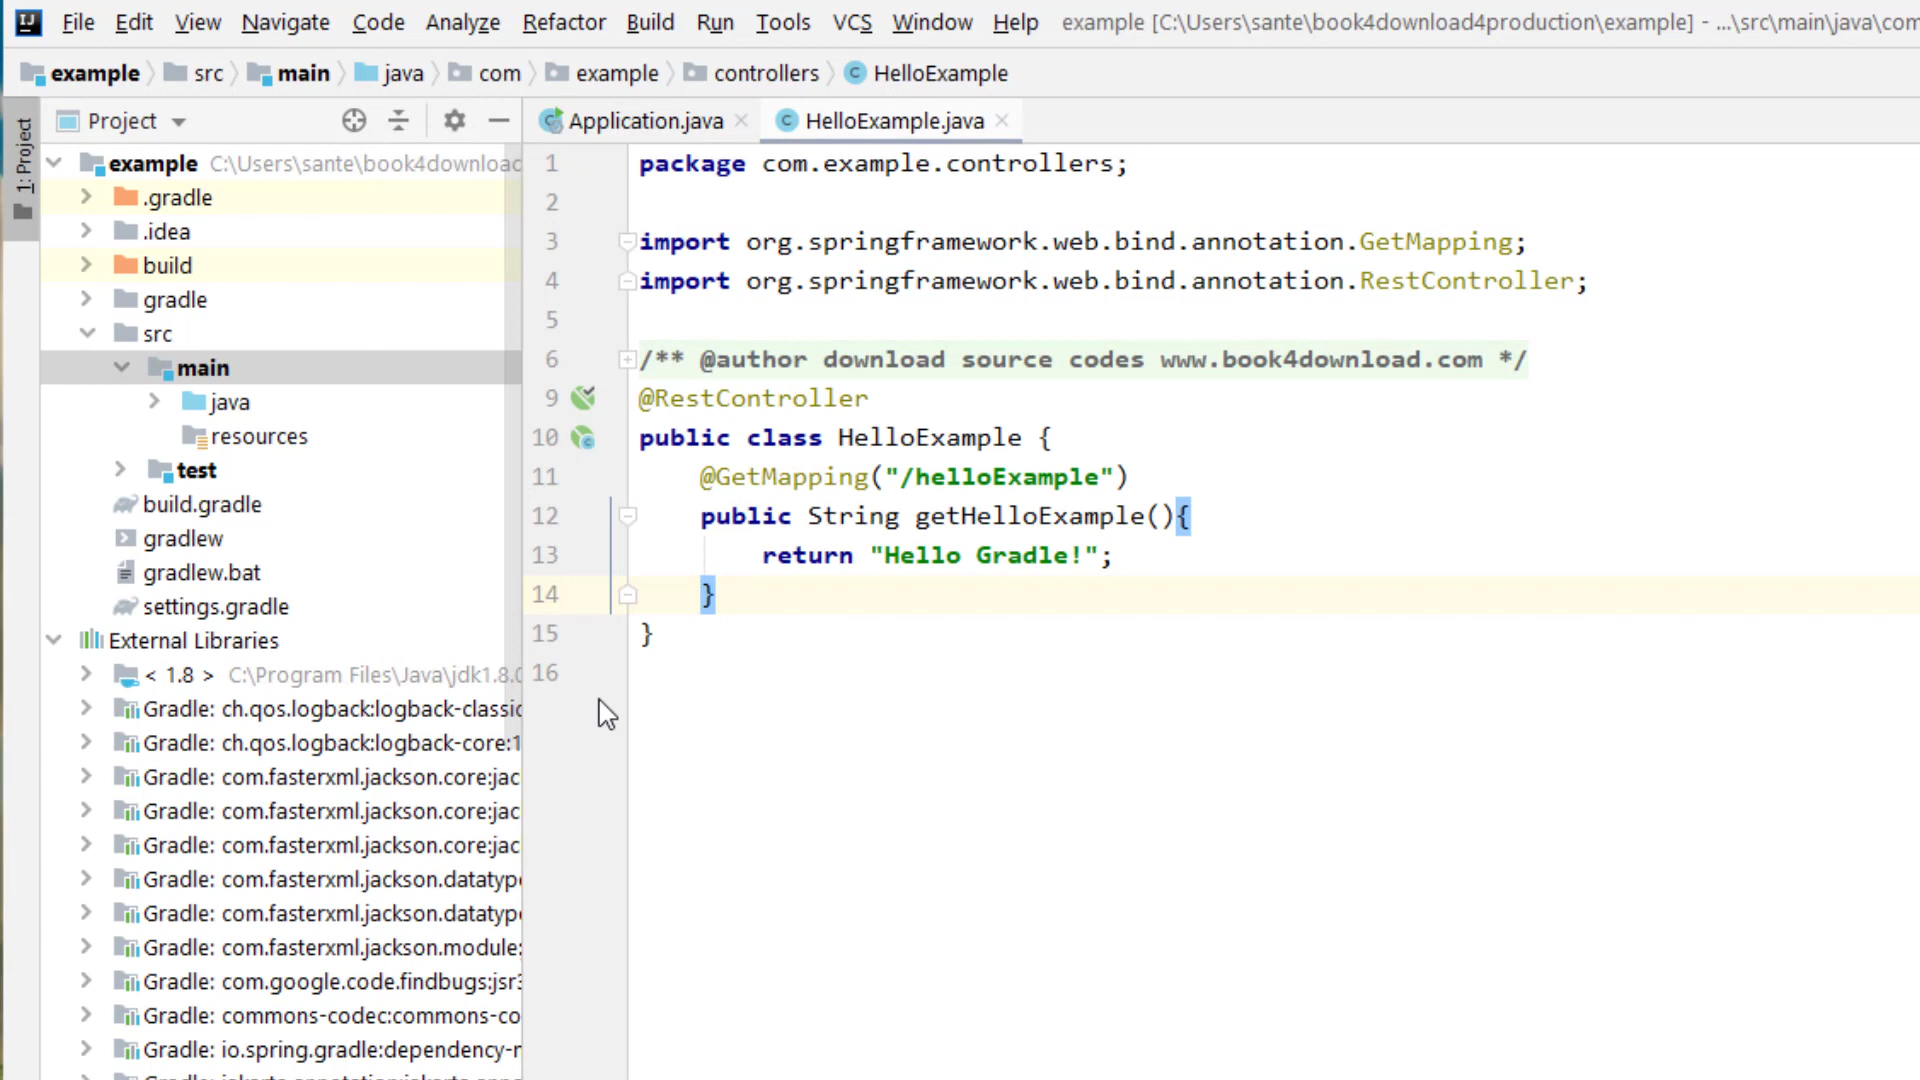 File Edit View Navigate Code Analyze Refactor Build Run Tools VCS Window Help example [C:\Users\sante\book4download4production\example] - ...\src\main\java\com
example src main java com example controllers HelloExample
1: Project
Project
Application.java
HelloExample.java
example C:\Users\sante\book4download
.gradle
.idea
build
gradle
src
main
java
resources
test
build.gradle
gradlew
gradlew.bat
settings.gradle
External Libraries
< 1.8 > C:\Program Files\Java\jdk1.8.0
Gradle: ch.qos.logback:logback-classic
Gradle: ch.qos.logback:logback-core:1
Gradle: com.fasterxml.jackson.core:jac
Gradle: com.fasterxml.jackson.core:jac
Gradle: com.fasterxml.jackson.core:jac
Gradle: com.fasterxml.jackson.datatype
Gradle: com.fasterxml.jackson.datatype
Gradle: com.fasterxml.jackson.module:
Gradle: com.google.code.findbugs:jsr3
Gradle: commons-codec:commons-co
Gradle: io.spring.gradle:dependency-m
1 package com.example.controllers;
2
3 import org.springframework.web.bind.annotation.GetMapping;
4 import org.springframework.web.bind.annotation.RestController;
5
6 /** @author download source codes www.book4download.com */
9 @RestController
10 public class HelloExample {
11 @GetMapping("/helloExample")
12 public String getHelloExample(){
13 return "Hello Gradle!";
14 }
15 }
16